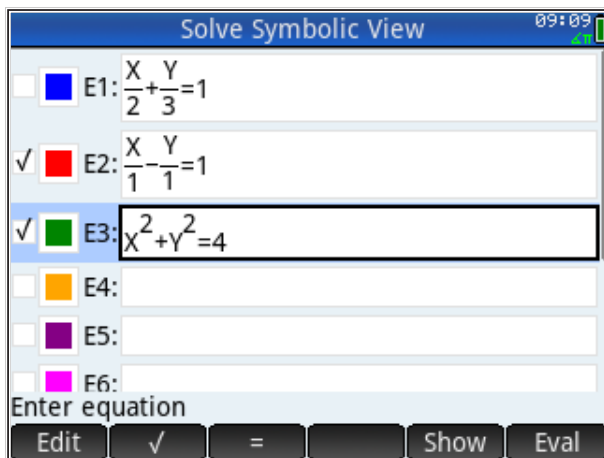 Solve Symbolic View 09:09
∠π
E1: X/2+Y/3=1
√ E2: X/1-Y/1=1
√ E3: X²+Y²=4
E4:
E5:
E6:
Enter equation
Edit √ = Show Eval